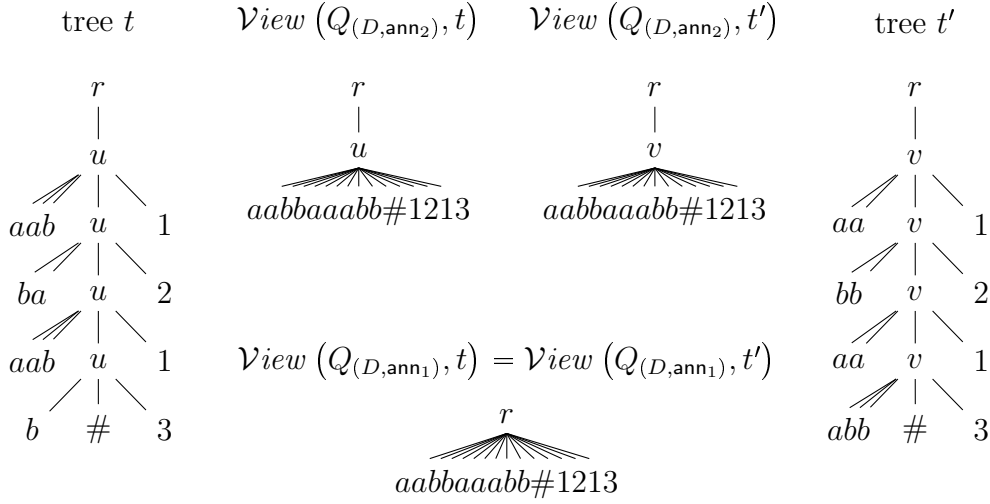 tree t View (Q(D,ann₂), t) View (Q(D,ann₂), t′) tree t′
r r r r
u u v v
aab u 1 aabbaaabb#1213 aabbaaabb#1213 aa v 1
ba u 2 bb v 2
aab u 1 View (Q(D,ann₁), t) = View (Q(D,ann₁), t′) aa v 1
b # 3 r abb # 3
aabbaaabb#1213